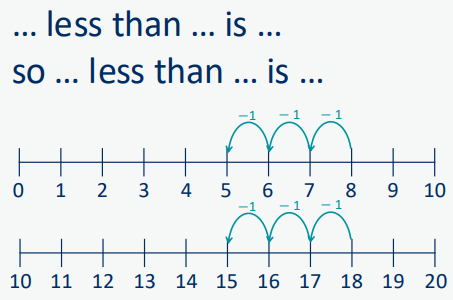 ... less than ... is ...
so ... less than ... is ...
−1 − 1 − 1
0 1 2 3 4 5 6 7 8 9 10
−1 − 1 − 1
10 11 12 13 14 15 16 17 18 19 20